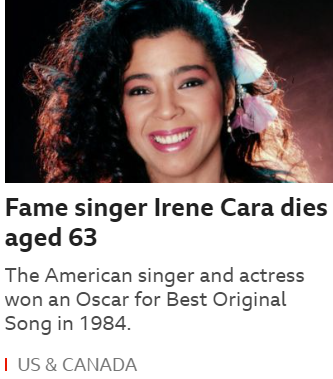 Fame singer Irene Cara dies
aged 63
The American singer and actress
won an Oscar for Best Original
Song in 1984.
US & CANADA